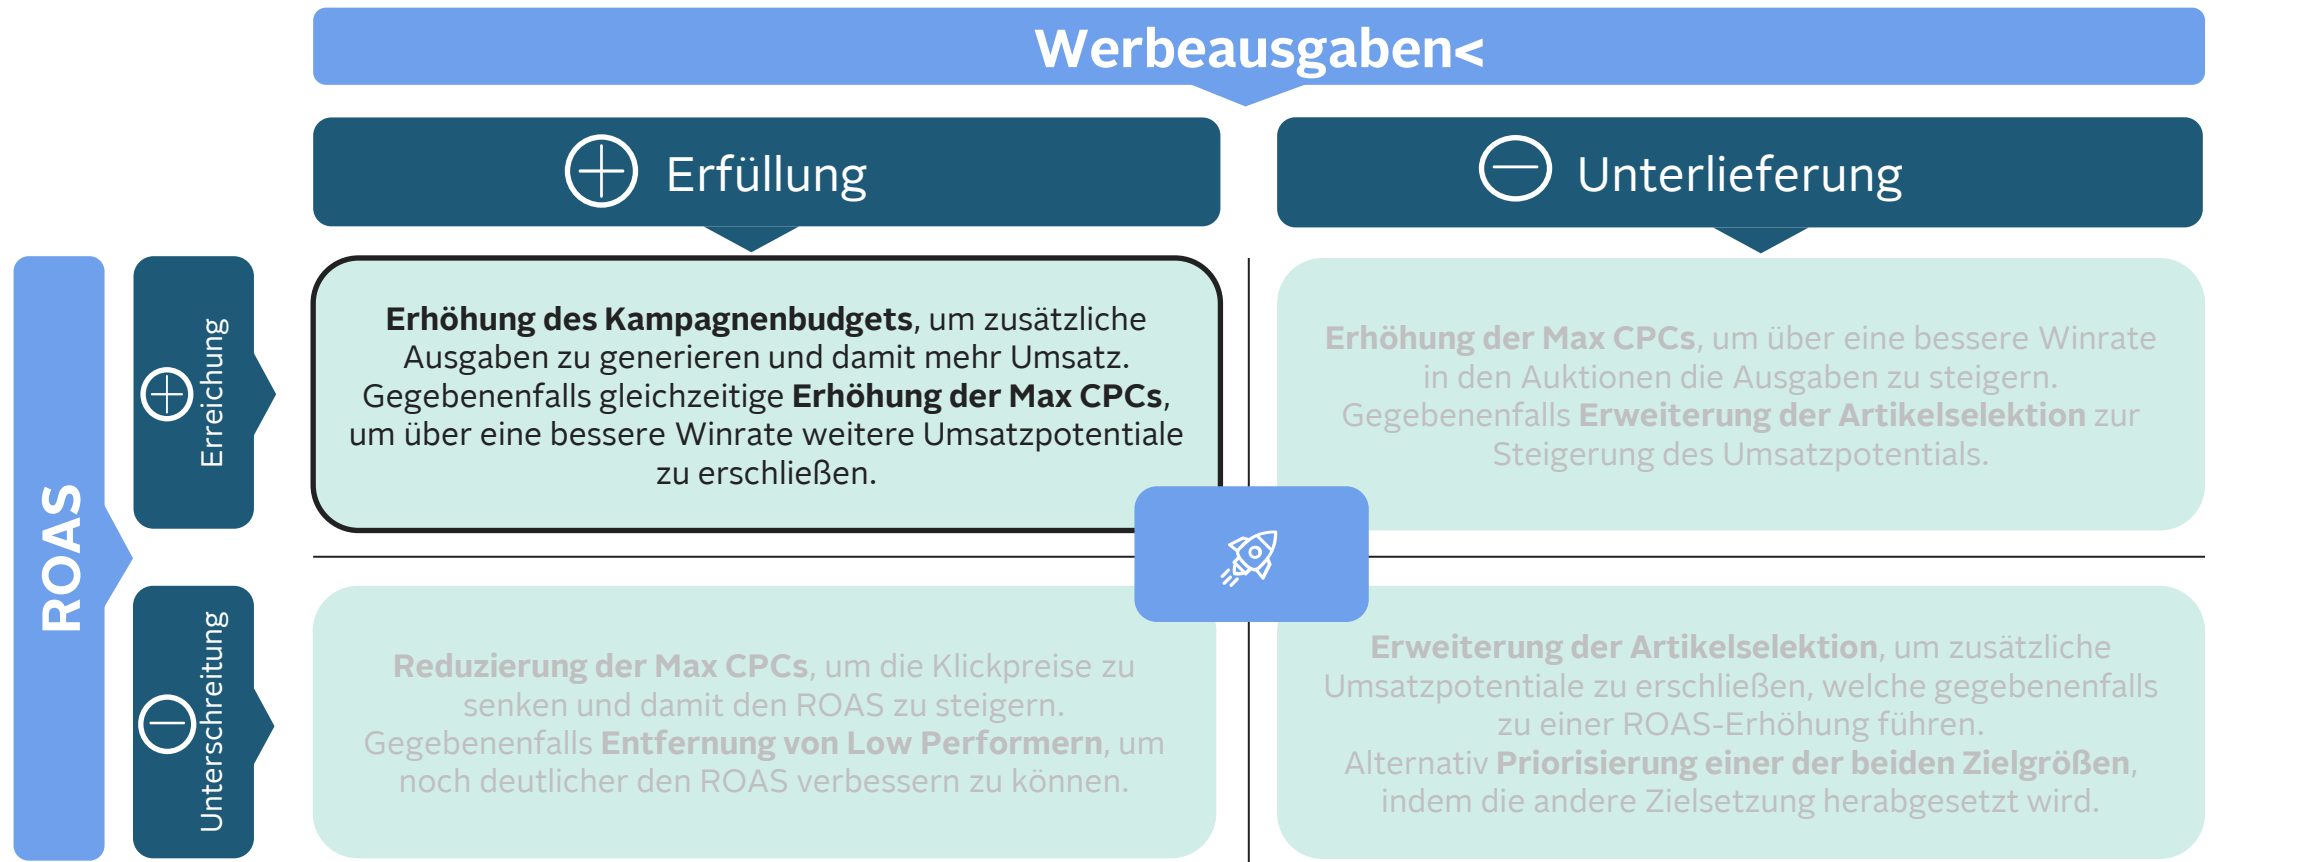 Werbeausgaben<
Erfüllung
Unterlieferung
ROAS
Erreichung
Erhöhung des Kampagnenbudgets, um zusätzliche
Ausgaben zu generieren und damit mehr Umsatz.
Gegebenenfalls gleichzeitige Erhöhung der Max CPCs,
um über eine bessere Winrate weitere Umsatzpotentiale
zu erschließen.
Erhöhung der Max CPCs, um über eine bessere Winrate
in den Auktionen die Ausgaben zu steigern.
Gegebenenfalls Erweiterung der Artikelselektion zur
Steigerung des Umsatzpotentials.
Unterschreitung
Reduzierung der Max CPCs, um die Klickpreise zu
senken und damit den ROAS zu steigern.
Gegebenenfalls Entfernung von Low Performern, um
noch deutlicher den ROAS verbessern zu können.
Erweiterung der Artikelselektion, um zusätzliche
Umsatzpotentiale zu erschließen, welche gegebenenfalls
zu einer ROAS-Erhöhung führen.
Alternativ Priorisierung einer der beiden Zielgrößen,
indem die andere Zielsetzung herabgesetzt wird.